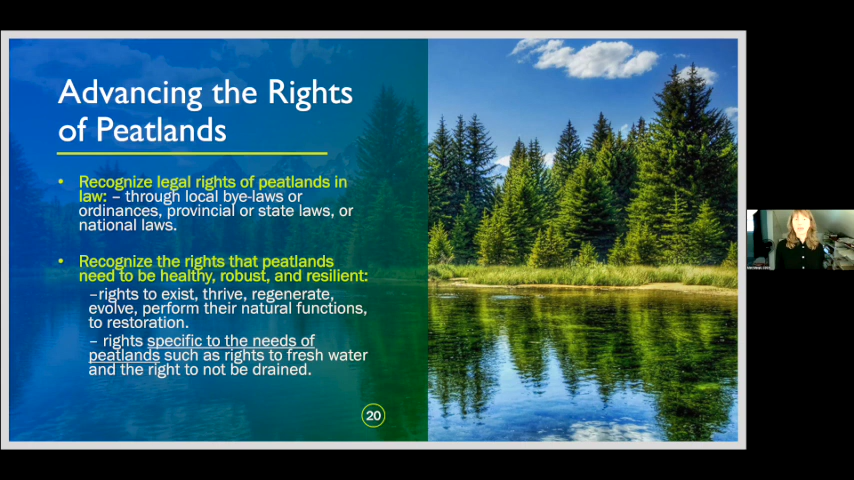 Advancing the Rights
of Peatlands
• Recognize legal rights of peatlands in
law: – through local bye-laws or
ordinances, provincial or state laws, or
national laws.
• Recognize the rights that peatlands
need to be healthy, robust, and resilient:
–rights to exist, thrive, regenerate,
evolve, perform their natural functions,
to restoration.
– rights specific to the needs of
peatlands such as rights to fresh water
and the right to not be drained.
20